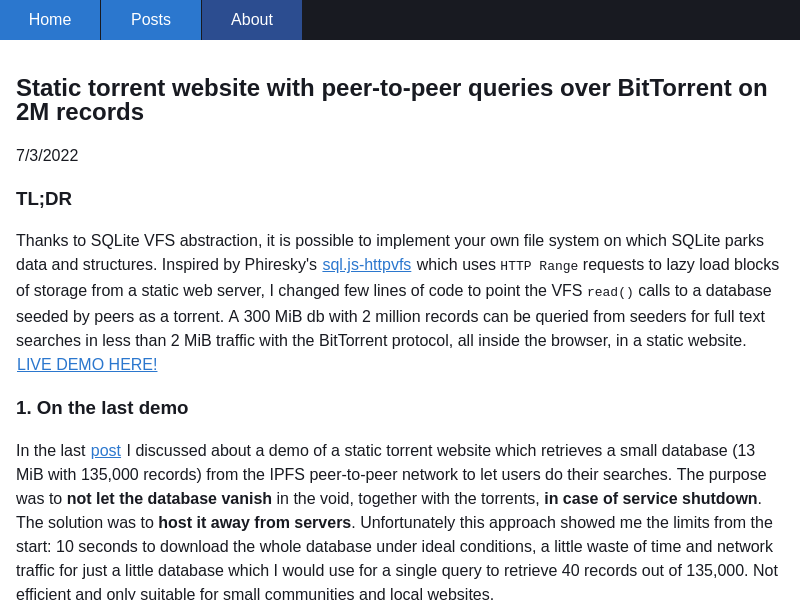 Home Posts About
Static torrent website with peer-to-peer queries over BitTorrent on
2M records
7/3/2022
TL;DR
Thanks to SQLite VFS abstraction, it is possible to implement your own file system on which SQLite parks
data and structures. Inspired by Phiresky's sql.js-httpvfs which uses HTTP Range requests to lazy load blocks
of storage from a static web server, I changed few lines of code to point the VFS read() calls to a database
seeded by peers as a torrent. A 300 MiB db with 2 million records can be queried from seeders for full text
searches in less than 2 MiB traffic with the BitTorrent protocol, all inside the browser, in a static website.
LIVE DEMO HERE!
1. On the last demo
In the last post I discussed about a demo of a static torrent website which retrieves a small database (13
MiB with 135,000 records) from the IPFS peer-to-peer network to let users do their searches. The purpose
was to not let the database vanish in the void, together with the torrents, in case of service shutdown.
The solution was to host it away from servers. Unfortunately this approach showed me the limits from the
start: 10 seconds to download the whole database under ideal conditions, a little waste of time and network
traffic for just a little database which I would use for a single query to retrieve 40 records out of 135,000. Not
efficient and only suitable for small communities and local websites.